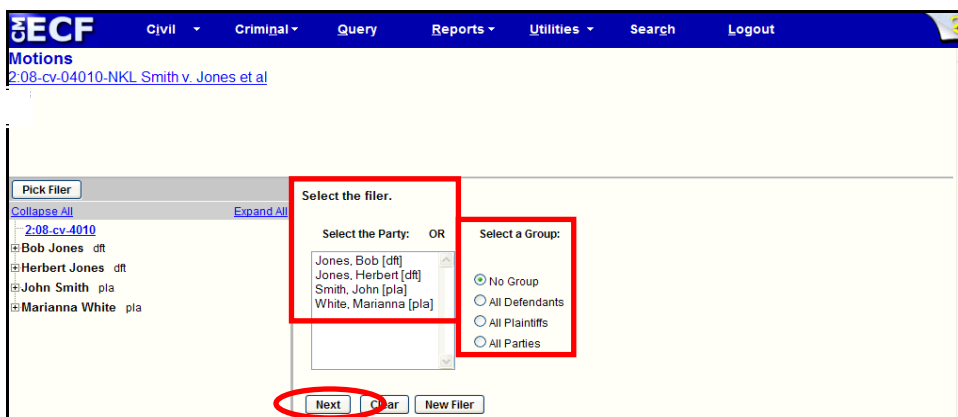 CM ECF Civil Criminal Query Reports Utilities Search Logout
Motions
2:08-cv-04010-NKL Smith v. Jones et al
Pick Filer
Collapse All Expand All
2:08-cv-4010
Bob Jones dft
Herbert Jones dft
John Smith pla
Marianna White pla
Select the filer.
Select the Party: OR Select a Group:
Jones, Bob [dft]
Jones, Herbert [dft]
Smith, John [pla]
White, Marianna [pla]
No Group
All Defendants
All Plaintiffs
All Parties
Next Clear New Filer